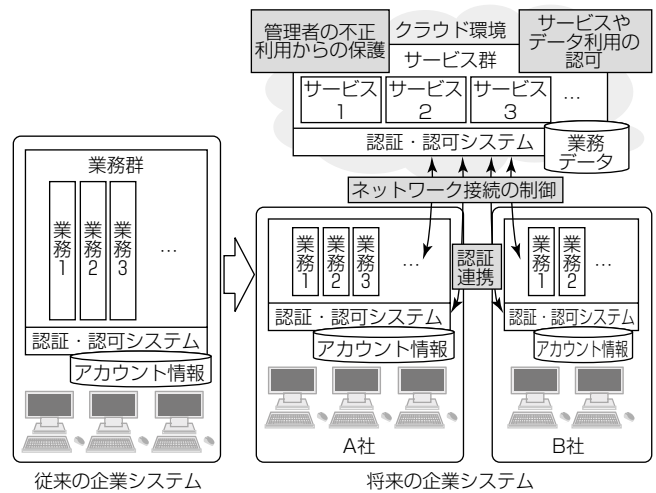 管理者の不正
利用からの保護
クラウド環境
サービスや
データ利用の
認可
サービス群
サービス
1
サービス
2
サービス
3
…
認証・認可システム
業務
データ
ネットワーク接続の制御
業務群
業務1
業務2
業務3
…
認証・認可システム
アカウント情報
従来の企業システム
業務1
業務2
業務3
…
認証
連携
認証・認可システム
アカウント情報
A社
業務1
業務2
…
認証・認可システム
アカウント情報
B社
将来の企業システム